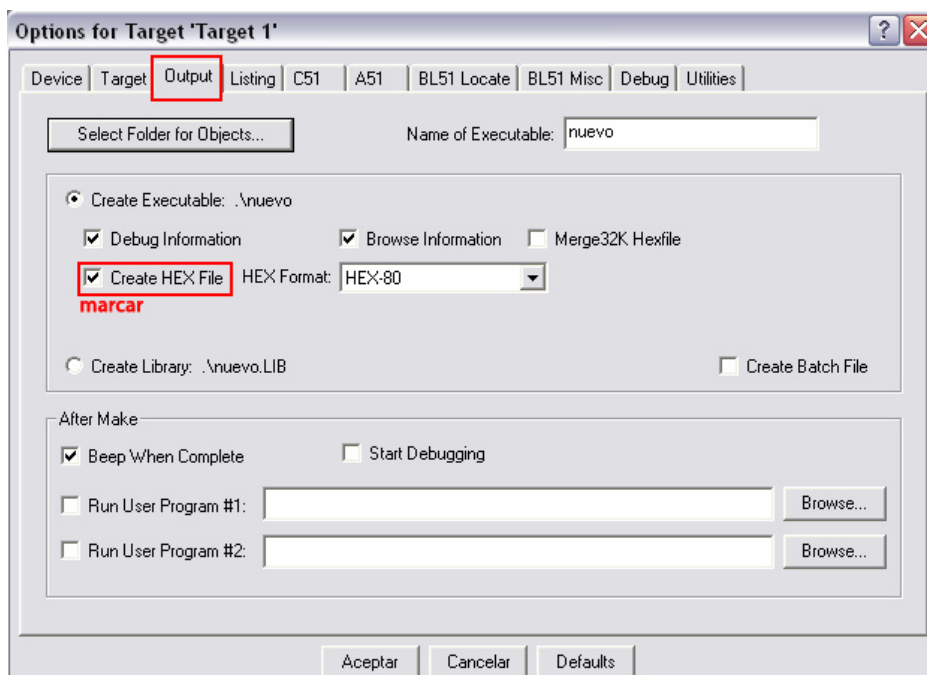 Options for Target 'Target 1'
Device Target Output Listing C51 A51 BL51 Locate BL51 Misc Debug Utilities
Select Folder for Objects... Name of Executable: nuevo
Create Executable: .\nuevo
Debug Information Browse Information Merge32K Hexfile
Create HEX File HEX Format: HEX-80
marcar
Create Library: .\nuevo.LIB Create Batch File
After Make
Beep When Complete Start Debugging
Run User Program #1: Browse...
Run User Program #2: Browse...
Aceptar Cancelar Defaults